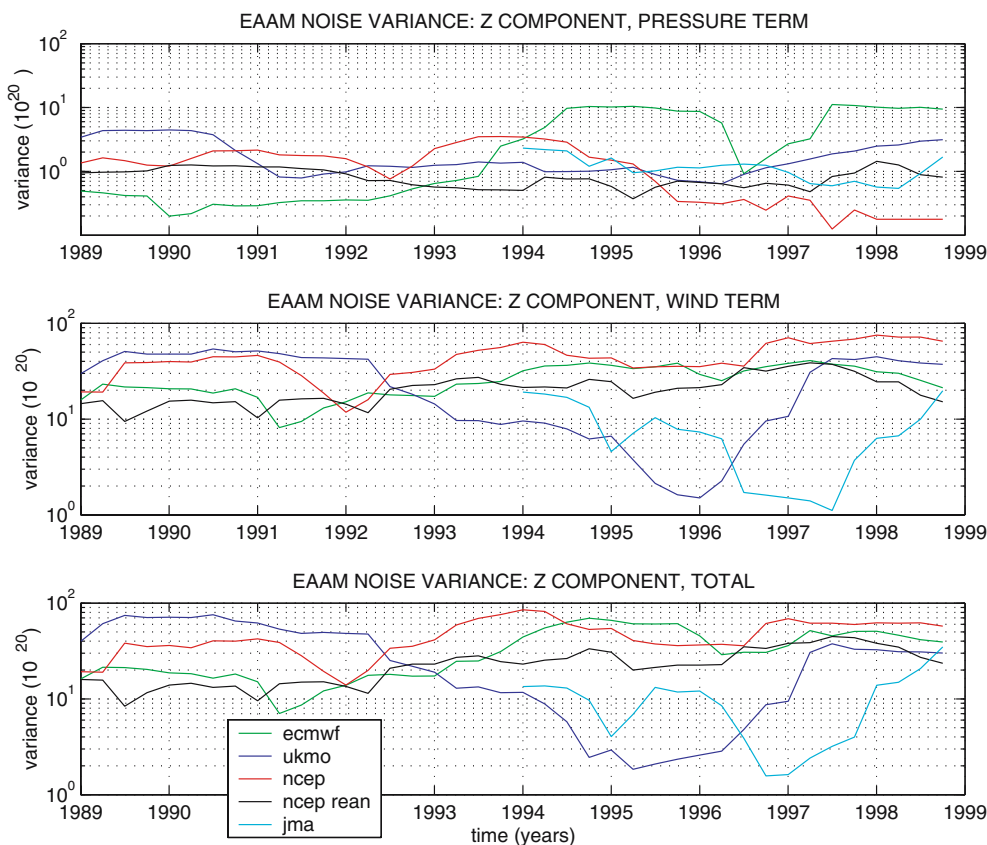 EAAM NOISE VARIANCE: Z COMPONENT, PRESSURE TERM
variance (10^20 )
10^2
10^1
10^0
1989 1990 1991 1992 1993 1994 1995 1996 1997 1998 1999
EAAM NOISE VARIANCE: Z COMPONENT, WIND TERM
variance (10 20)
10^2
10^1
10^0
1989 1990 1991 1992 1993 1994 1995 1996 1997 1998 1999
EAAM NOISE VARIANCE: Z COMPONENT, TOTAL
variance (10 20)
10^2
10^1
10^0
1989 1990 1991 1992 1993 1994 1995 1996 1997 1998 1999
ecmwf
ukmo
ncep
ncep rean
jma
time (years)